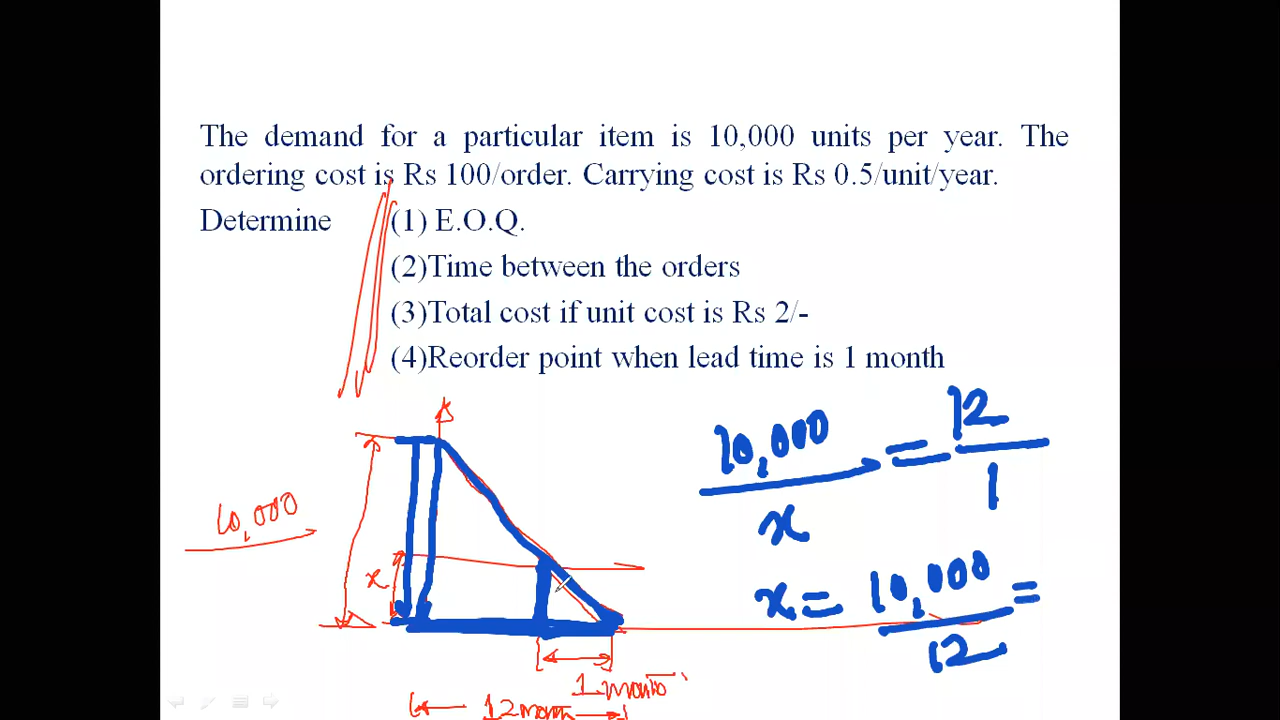 The demand for a particular item is 10,000 units per year. The
ordering cost is Rs 100/order. Carrying cost is Rs 0.5/unit/year.
Determine (1) E.O.Q.
(2)Time between the orders
(3)Total cost if unit cost is Rs 2/-
(4)Reorder point when lead time is 1 month
10,000
x
10,000 = 12
x 1
x = 10,000 =
12
1 month
12 month